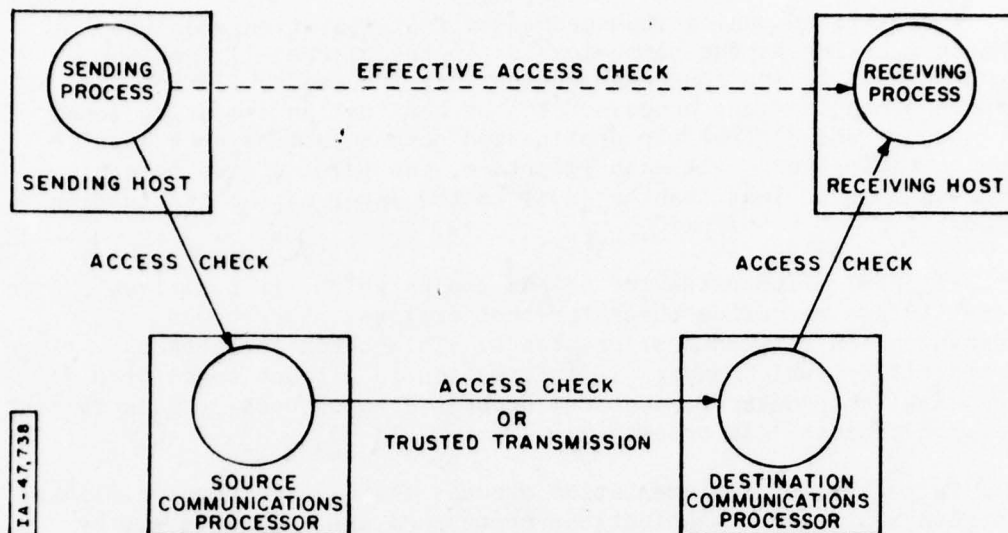 SENDING
PROCESS
EFFECTIVE ACCESS CHECK
RECEIVING
PROCESS
SENDING HOST
RECEIVING HOST
ACCESS CHECK
ACCESS CHECK
ACCESS CHECK
OR
TRUSTED TRANSMISSION
SOURCE
COMMUNICATIONS
PROCESSOR
DESTINATION
COMMUNICATIONS
PROCESSOR
IA-47,738